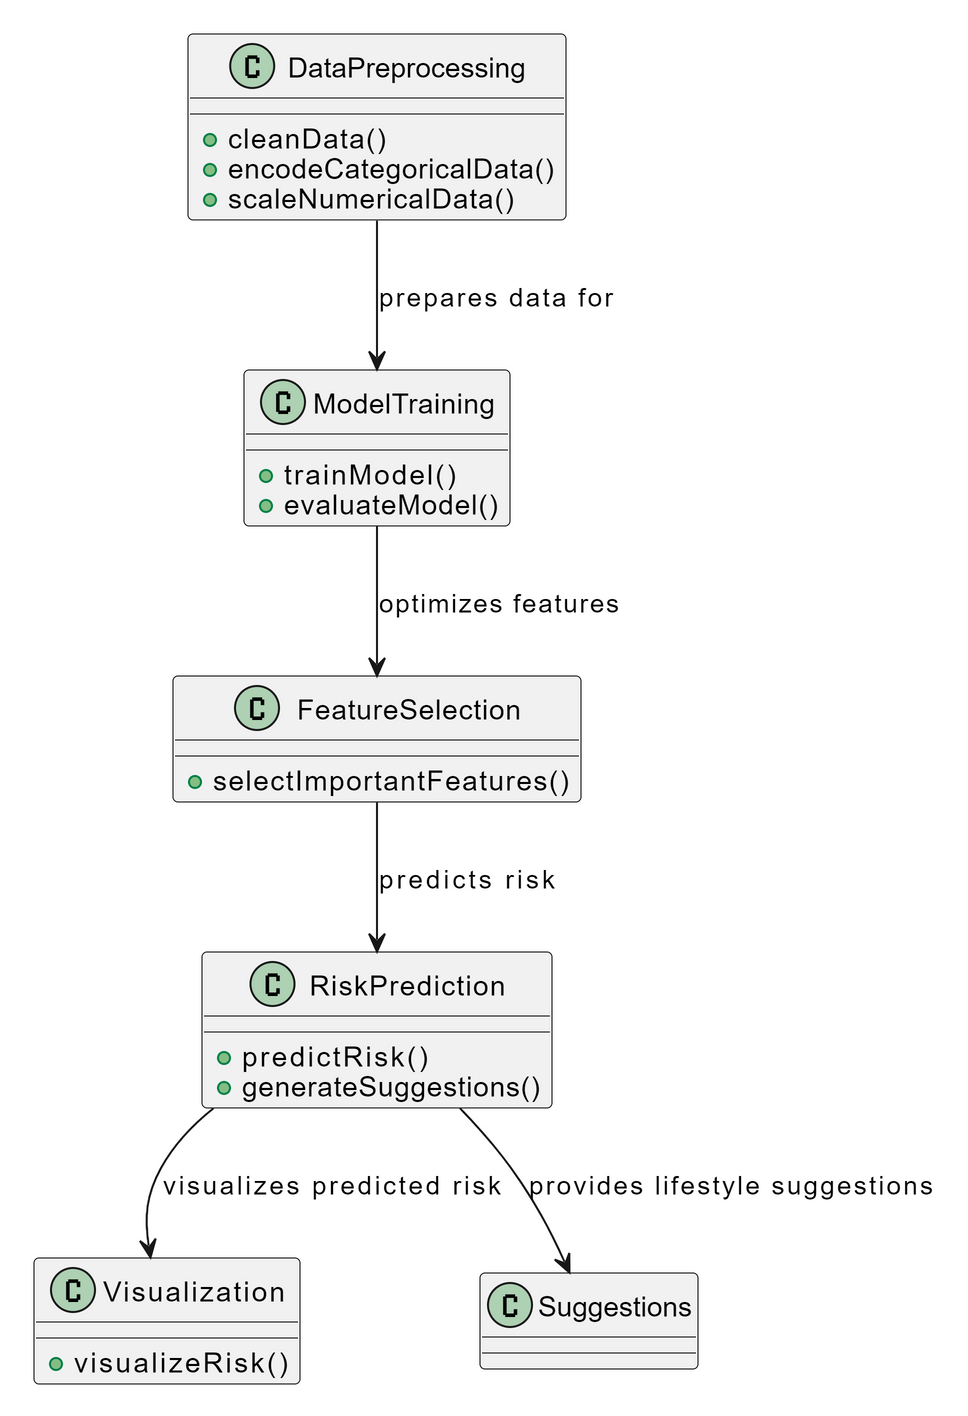 C DataPreprocessing
cleanData()
encodeCategoricalData()
scaleNumericalData()
prepares data for
C ModelTraining
trainModel()
evaluateModel()
optimizes features
C FeatureSelection
selectImportantFeatures()
predicts risk
C RiskPrediction
predictRisk()
generateSuggestions()
visualizes predicted risk
provides lifestyle suggestions
C Visualization
visualizeRisk()
C Suggestions